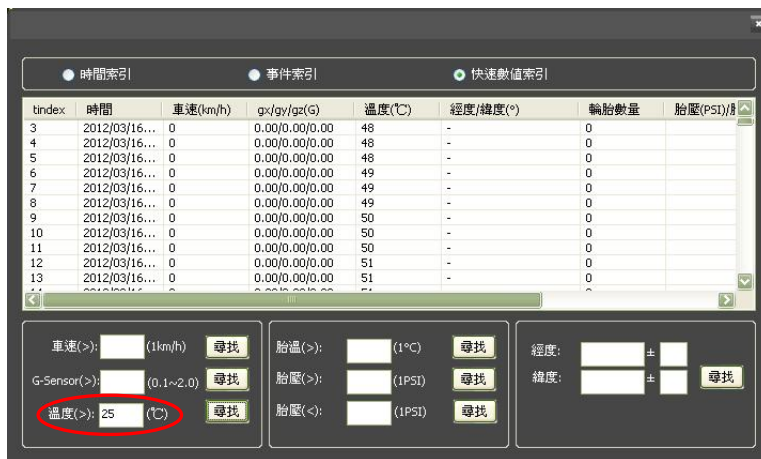 時間索引 事件索引 快速數值索引
tindex 時間 車速(km/h) gx/gy/gz(G) 溫度(℃) 經度/緯度(°) 輪胎數量 胎壓(PSI)/
3 2012/03/16... 0 0.00/0.00/0.00 48 - 0
4 2012/03/16... 0 0.00/0.00/0.00 48 - 0
5 2012/03/16... 0 0.00/0.00/0.00 48 - 0
6 2012/03/16... 0 0.00/0.00/0.00 49 - 0
7 2012/03/16... 0 0.00/0.00/0.00 49 - 0
8 2012/03/16... 0 0.00/0.00/0.00 49 - 0
9 2012/03/16... 0 0.00/0.00/0.00 50 - 0
10 2012/03/16... 0 0.00/0.00/0.00 50 - 0
11 2012/03/16... 0 0.00/0.00/0.00 50 - 0
12 2012/03/16... 0 0.00/0.00/0.00 51 - 0
13 2012/03/16... 0 0.00/0.00/0.00 51 - 0
車速(>): (1km/h) 尋找
G-Sensor(>): (0.1~2.0) 尋找
溫度(>): 25 (℃) 尋找
胎溫(>): (1°C) 尋找
胎壓(>): (1PSI) 尋找
胎壓(<): (1PSI) 尋找
經度: ±
緯度: ± 尋找